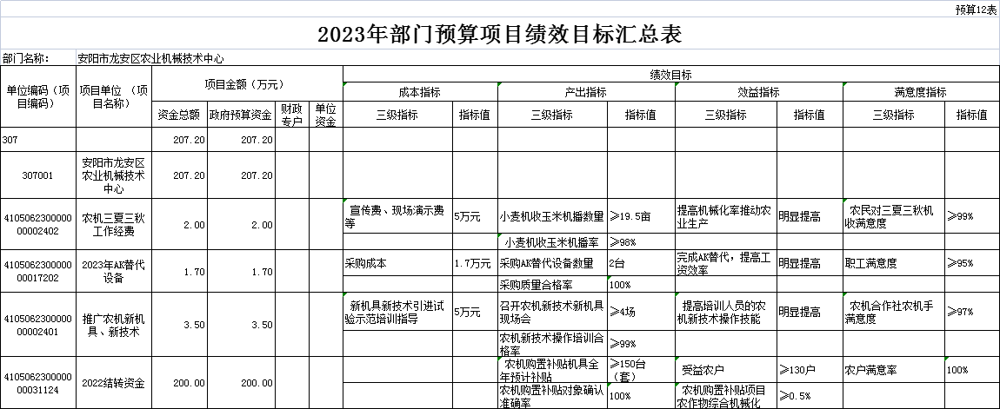 预算12表
2023年部门预算项目绩效目标汇总表
部门名称： 安阳市龙安区农业机械技术中心
单位编码（项目编码） 项目单位 （项目名称） 项目金额（万元） 绩效目标
成本指标 产出指标 效益指标 满意度指标
资金总额 政府预算资金 财政专户 单位资金 三级指标 指标值 三级指标 指标值 三级指标 指标值 三级指标 指标值
307 207.20 207.20
307001 安阳市龙安区农业机械技术中心 207.20 207.20
410506230000000002402 农机三夏三秋工作经费 2.00 2.00 宣传费、现场演示费等 5万元 小麦机收玉米机播数量 ≥19.5亩 提高机械化率推动农业生产 明显提高 农民对三夏三秋机收满意度 ≥99%
小麦机收玉米机播率 ≥98%
410506230000000017202 2023年AK替代设备 1.70 1.70 采购成本 1.7万元 采购AK替代设备数量 2台 完成AK替代，提高工资效率 明显提高 职工满意度 ≥95%
采购质量合格率 100%
410506230000000002401 推广农机新机具、新技术 3.50 3.50 新机具新技术引进试验示范培训指导 5万元 召开农机新技术新机具现场会 ≥4场 提高培训人员的农机新技术操作技能 明显提高 农机合作社农机手满意度 ≥97%
农机新技术操作培训合格率 ≥99%
410506230000000031124 2022结转资金 200.00 200.00 农机购置补贴机具全年预计补贴 ≥150台（套） 受益农户 ≥130户 农户满意率 100%
农机购置补贴对象确认准确率 100% 农机购置补贴项目农作物综合机械化 ≥0.5%